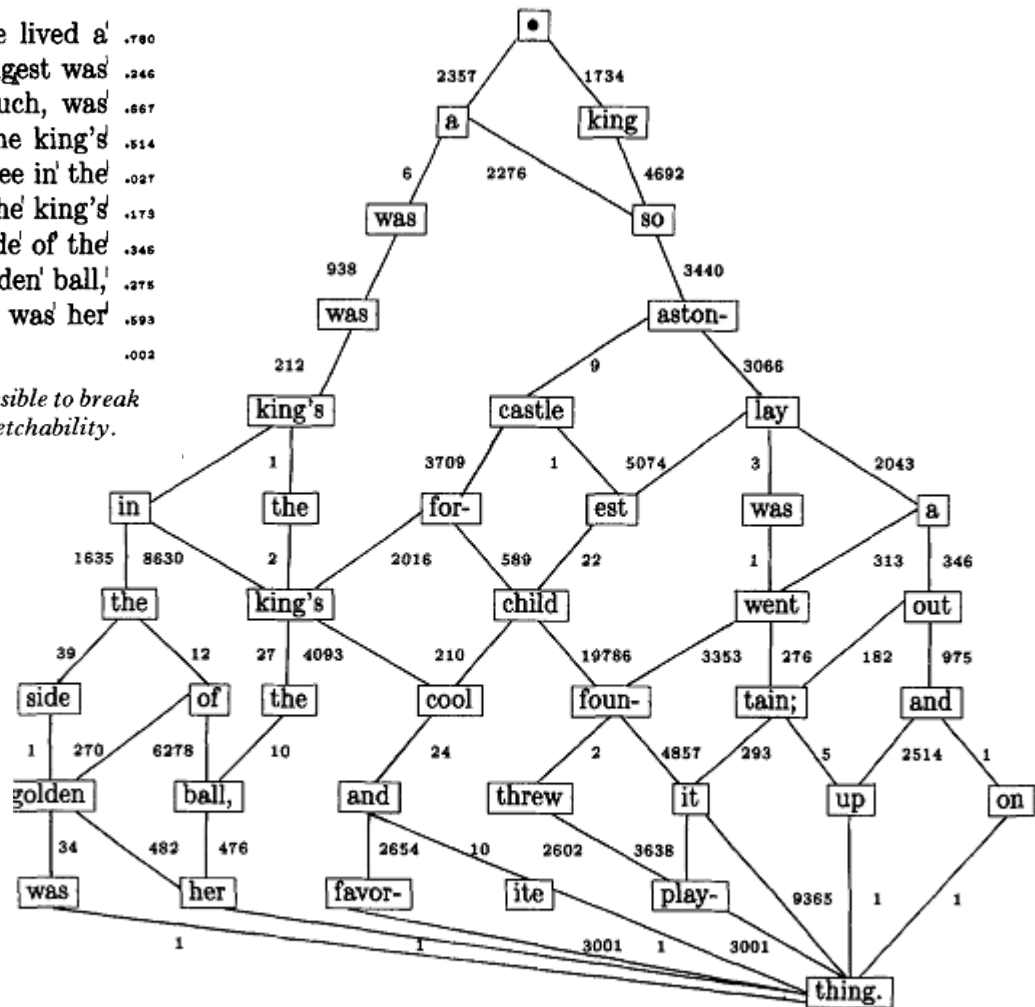 e lived a .780
gest was .246
uch, was .667
he king's .514
ee in the .027
he king's .173
de of the .346
den ball, .275
was her .593
.002
sible to break
etchability.
2357 1734
a king
6 2276 4692
was so
938 3440
was aston-
212 9 3066
king's castle lay
1 3709 1 5074 3 2043
in the for- est was a
1635 8630 2 2016 589 22 1 313 346
the king's child went out
39 12 27 4093 210 19786 3353 276 182 975
side of the cool foun- tain; and
1 270 6278 10 24 2 4857 293 5 2514 1
golden ball, and threw it up on
34 482 476 2654 10 2602 3638 9365 1 1
was her favor- ite play-
1 1 3001 1 3001
thing.